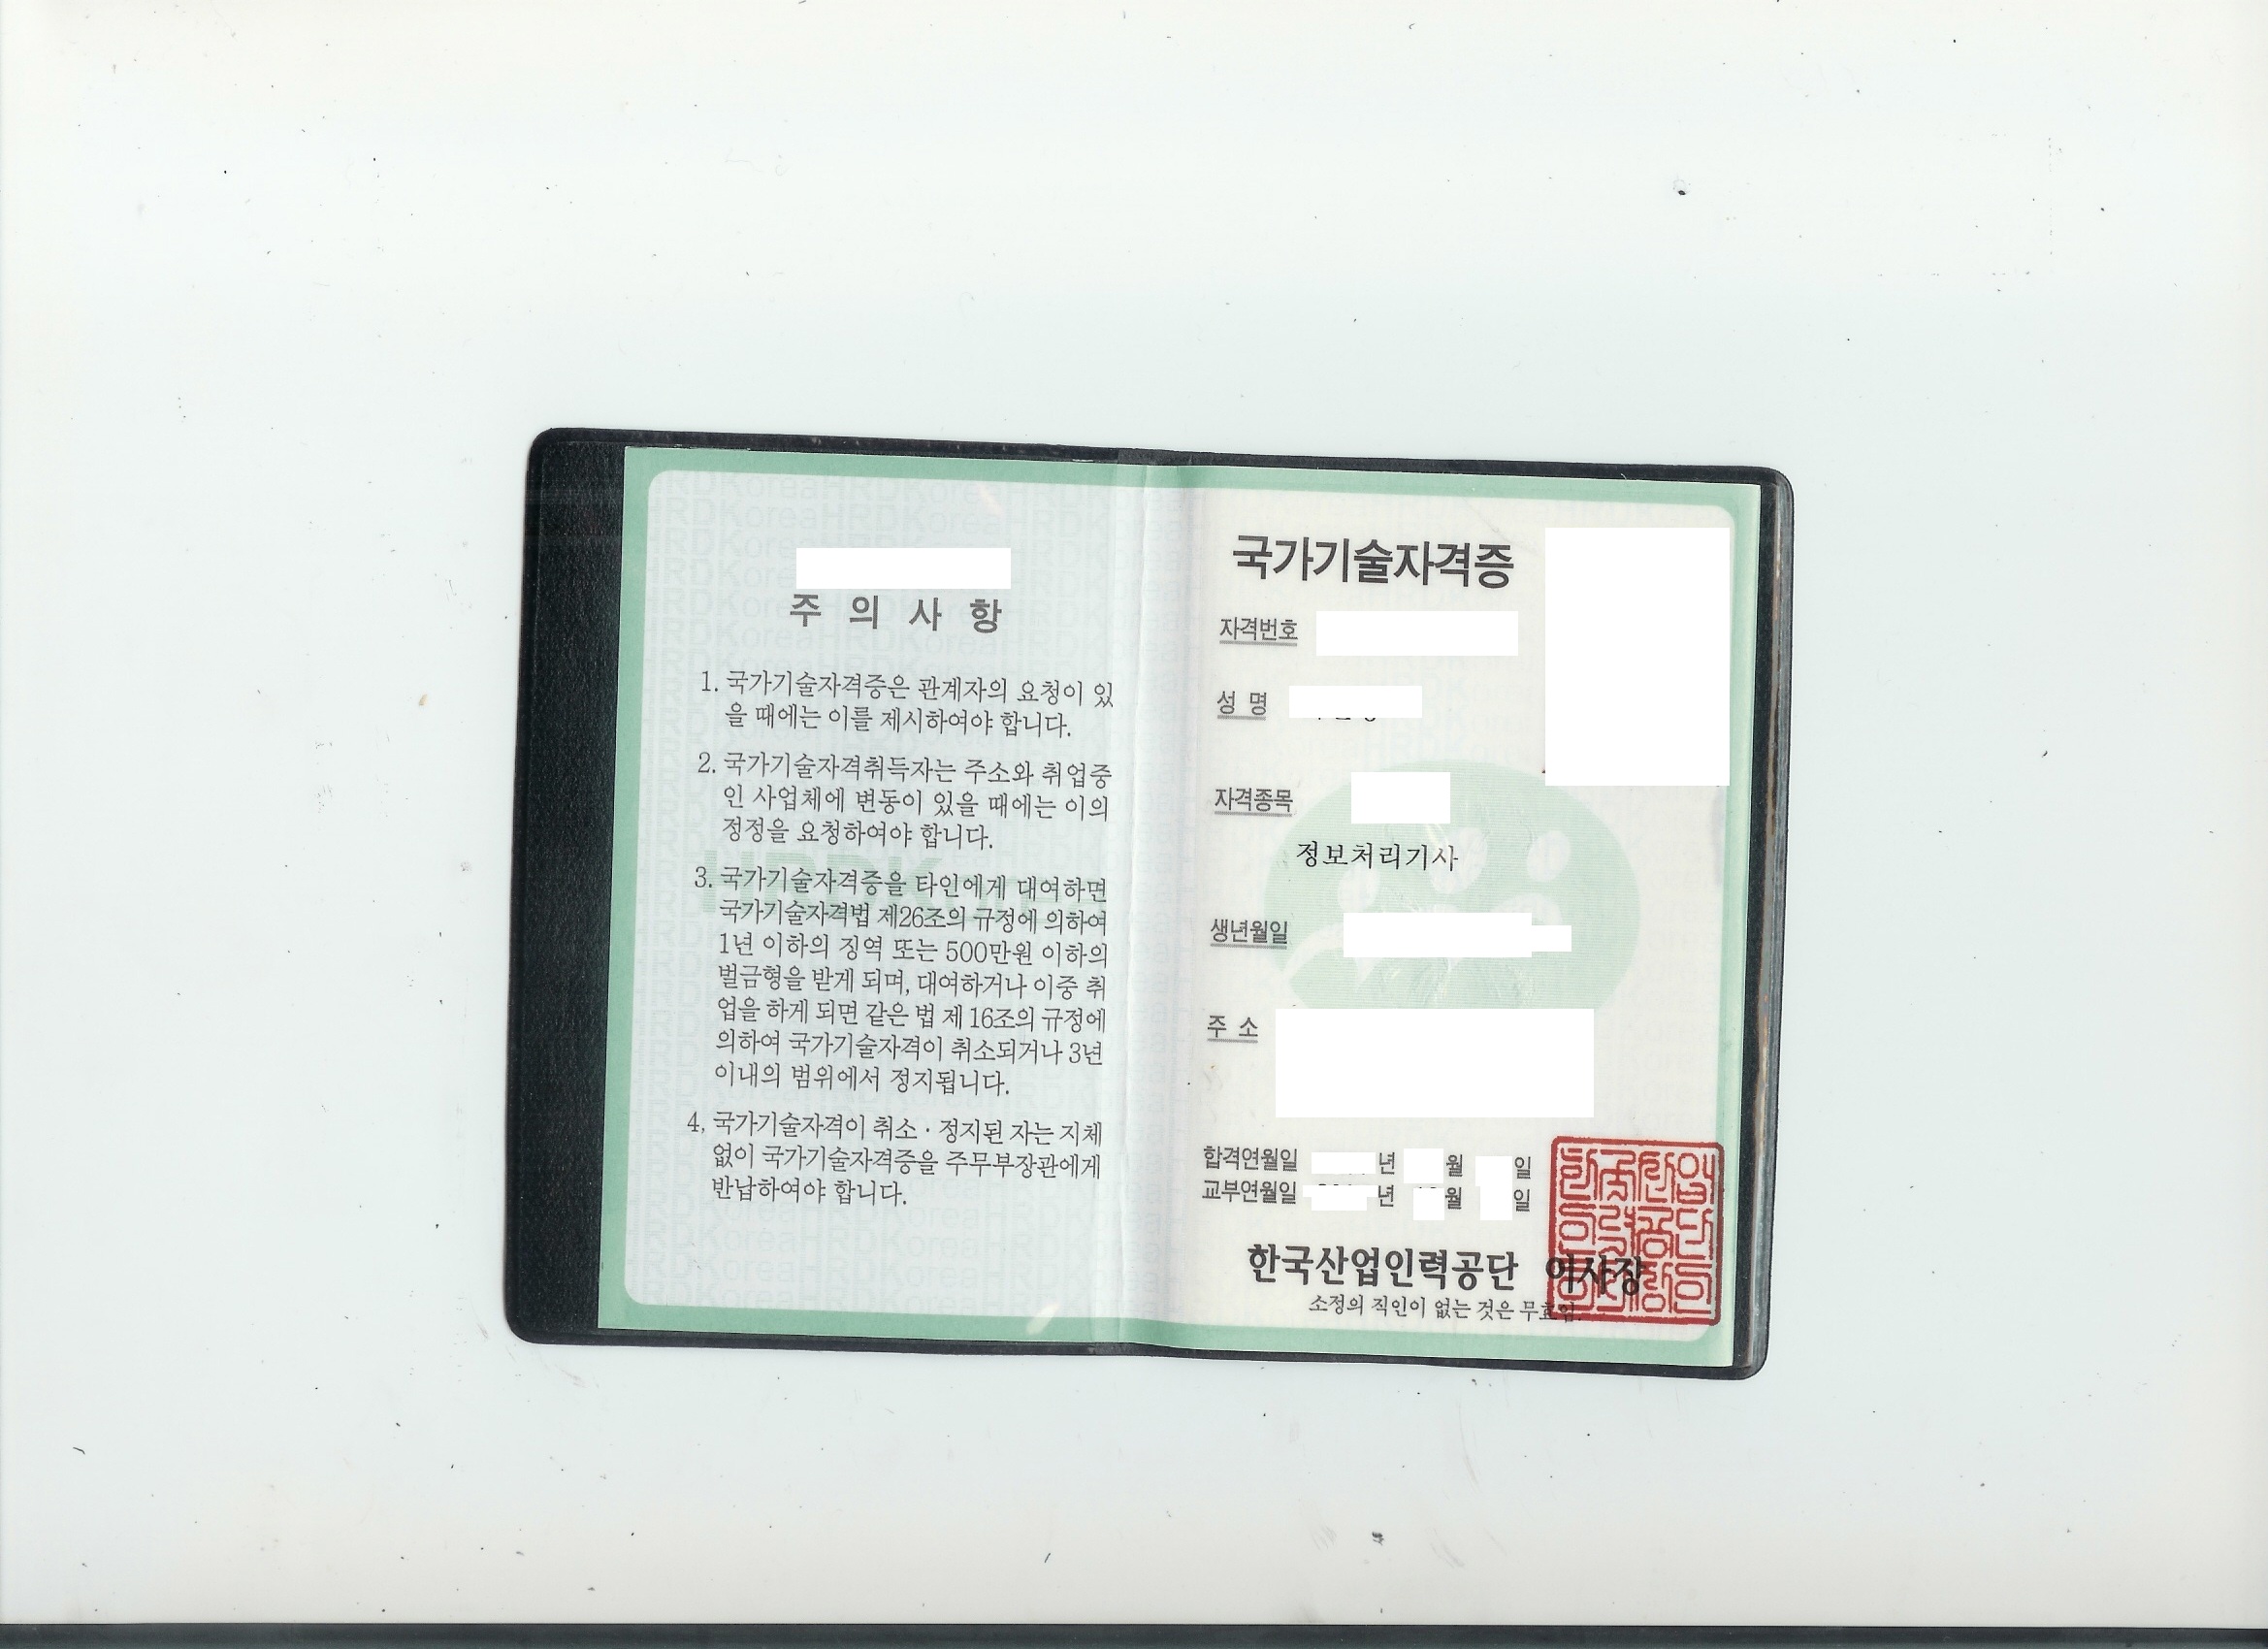 주 의 사 항
1. 국가기술자격증은 관계자의 요청이 있
을 때에는 이를 제시하여야 합니다.
2. 국가기술자격취득자는 주소와 취업중
인 사업체에 변동이 있을 때에는 이의
정정을 요청하여야 합니다.
3. 국가기술자격증을 타인에게 대여하면
국가기술자격법 제26조의 규정에 의하여
1년 이하의 징역 또는 500만원 이하의
벌금형을 받게 되며, 대여하거나 이중 취
업을 하게 되면 같은 법 제16조의 규정에
의하여 국가기술자격이 취소되거나 3년
이내의 범위에서 정지됩니다.
4. 국가기술자격이 취소 · 정지된 자는 지체
없이 국가기술자격증을 주무부장관에게
반납하여야 합니다.
국가기술자격증
자격번호
성 명
자격종목
정보처리기사
생년월일
주 소
합격연월일 년 월 일
교부연월일 년 월 일
한국산업인력공단 이사장
소정의 직인이 없는 것은 무효임.